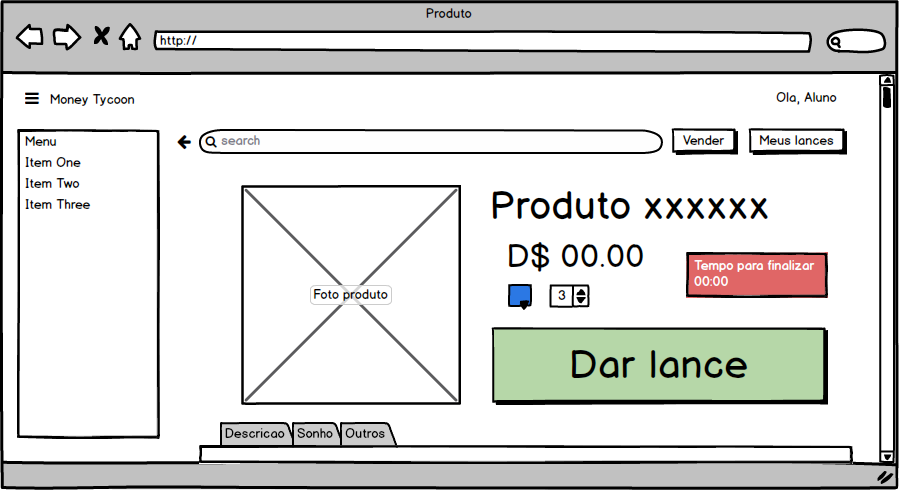 Produto
http://
Money Tycoon
Ola, Aluno
Menu
Item One
Item Two
Item Three
search
Vender
Meus lances
Foto produto
Produto xxxxxx
D$ 00.00
3
Tempo para finalizar
00:00
Dar lance
Descricao
Sonho
Outros